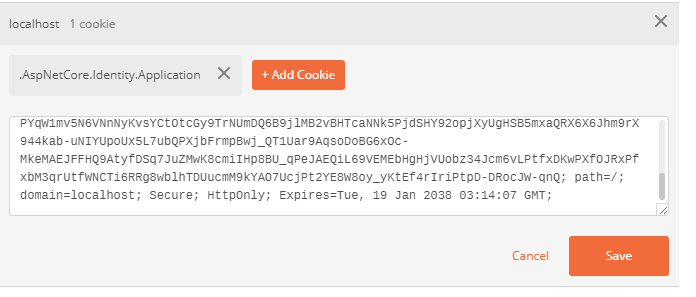 localhost 1 cookie
.AspNetCore.Identity.Application
+ Add Cookie
PYqW1mv5N6VNnNyKvsYCtOtcGy9TrNUmDQ6B9jlMB2vBHTcaNNk5PjdSHY92opjXyUgHSB5mxaQRX6X6Jhm9rX
944kab-uNIYUpoUx5L7ubQPXjbFrmpBwj_QT1Uar9AqsoDoBG6xOc-
MkeMAEJFFHQ9AtyfDSq7JuZMwK8cmiIHp8BU_qPeJAEQiL69VEMEbHgHjVUobz34Jcm6vLPtfxDKwPXfOJRxPf
xbM3qrUtfWNCTi6RRg8wblhTDUucmM9kYAO7UcjPt2YE8W8oy_yKtEf4rIriPtpD-DRocJW-qnQ; path=/;
domain=localhost; Secure; HttpOnly; Expires=Tue, 19 Jan 2038 03:14:07 GMT;
Cancel
Save